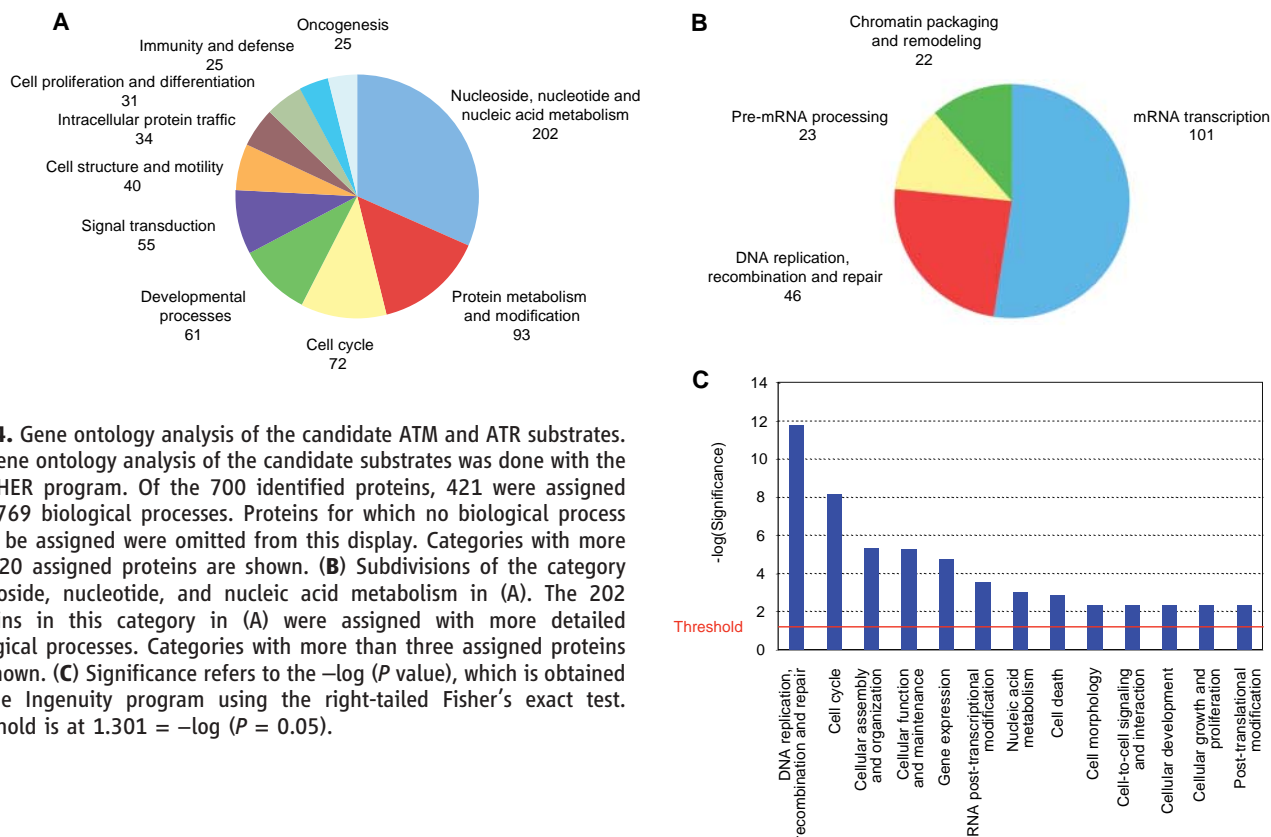 A
Oncogenesis
25
Immunity and defense
25
Cell proliferation and differentiation
31
Intracellular protein traffic
34
Cell structure and motility
40
Signal transduction
55
Developmental
processes
61
Cell cycle
72
Protein metabolism
and modification
93
Nucleoside, nucleotide and
nucleic acid metabolism
202
B
Chromatin packaging
and remodeling
22
Pre-mRNA processing
23
DNA replication,
recombination and repair
46
mRNA transcription
101
4. Gene ontology analysis of the candidate ATM and ATR substrates.
ene ontology analysis of the candidate substrates was done with the
HER program. Of the 700 identified proteins, 421 were assigned
769 biological processes. Proteins for which no biological process
be assigned were omitted from this display. Categories with more
20 assigned proteins are shown. (B) Subdivisions of the category
oside, nucleotide, and nucleic acid metabolism in (A). The 202
ins in this category in (A) were assigned with more detailed
gical processes. Categories with more than three assigned proteins
hown. (C) Significance refers to the –log (P value), which is obtained
e Ingenuity program using the right-tailed Fisher's exact test.
hold is at 1.301 = –log (P = 0.05).
C
-log(Significance)
14
12
10
8
6
4
2
0
Threshold
DNA replication,
recombination and repair
Cell cycle
Cellular assembly
and organization
Cellular function
and maintenance
Gene expression
RNA post-transcriptional
modification
Nucleic acid
metabolism
Cell death
Cell morphology
Cell-to-cell signaling
and interaction
Cellular development
Cellular growth and
proliferation
Post-translational
modification